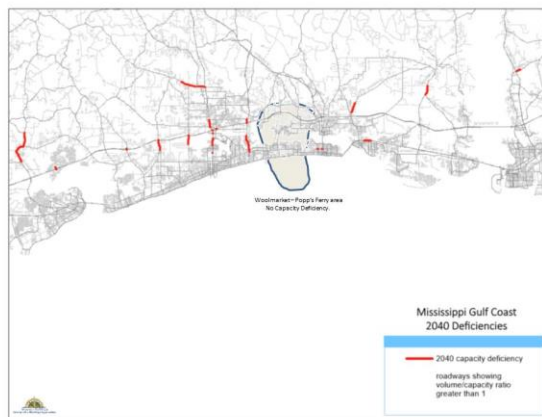 Woolmarket – Popp's Ferry area
No Capacity Deficiency.
Mississippi Gulf Coast
2040 Deficiencies
2040 capacity deficiency
roadways showing
volume/capacity ratio
greater than 1